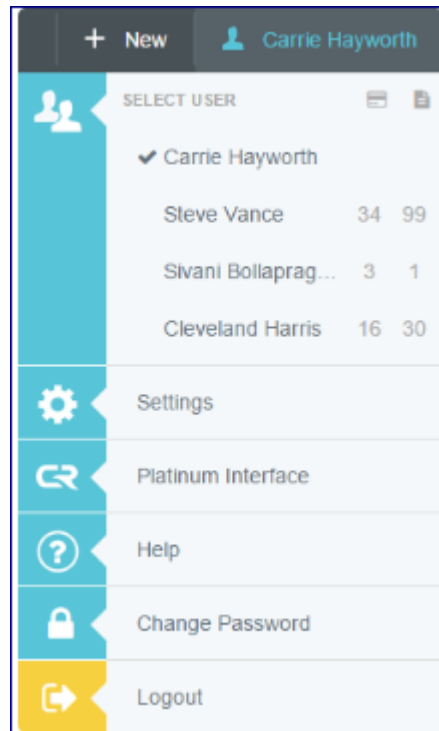 + New Carrie Hayworth
SELECT USER
Carrie Hayworth
Steve Vance 34 99
Sivani Bollaprag... 3 1
Cleveland Harris 16 30
Settings
CR Platinum Interface
? Help
Change Password
Logout